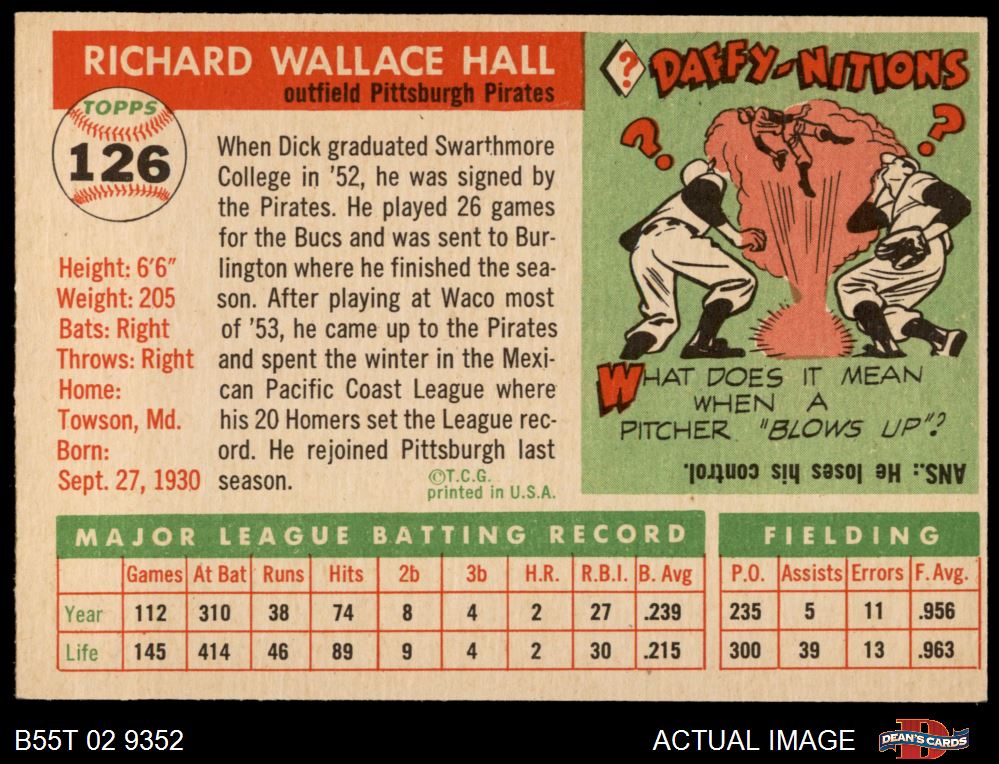 RICHARD WALLACE HALL
outfield Pittsburgh Pirates
TOPPS
126
Height: 6'6"
Weight: 205
Bats: Right
Throws: Right
Home:
Towson, Md.
Born:
Sept. 27, 1930
When Dick graduated Swarthmore
College in '52, he was signed by
the Pirates. He played 26 games
for the Bucs and was sent to Bur-
lington where he finished the sea-
son. After playing at Waco most
of '53, he came up to the Pirates
and spent the winter in the Mexi-
can Pacific Coast League where
his 20 Homers set the League rec-
ord. He rejoined Pittsburgh last
season.
©T.C.G.
printed in U.S.A.
? DAFFY-NITIONS
? ?
WHAT DOES IT MEAN
WHEN A
PITCHER "BLOWS UP"?
ANS.: He loses his control.
MAJOR LEAGUE BATTING RECORD
Games At Bat Runs Hits 2b 3b H.R. R.B.I. B. Avg
Year 112 310 38 74 8 4 2 27 .239
Life 145 414 46 89 9 4 2 30 .215
FIELDING
P.O. Assists Errors F. Avg.
235 5 11 .956
300 39 13 .963
B55T 02 9352
ACTUAL IMAGE
D
DEAN'S CARDS